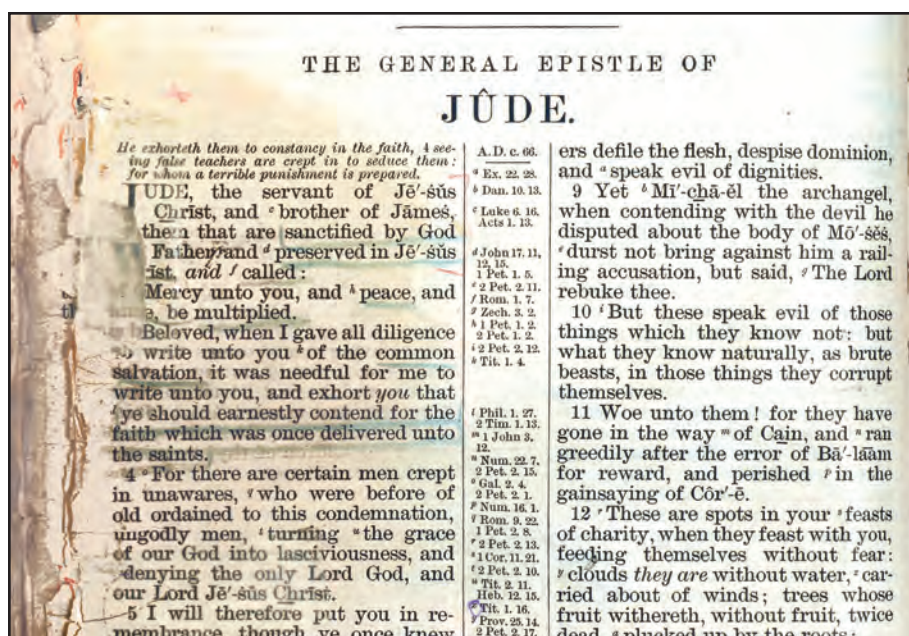 THE GENERAL EPISTLE OF
JÛDE.
He exhorteth them to constancy in the faith, 4 see-
ing false teachers are crept in to seduce them:
for whom a terrible punishment is prepared.
JUDE, the servant of Jē'-ṡŭs
Chrīst, and ᶜ brother of Jāmeṡ,
them that are sanctified by God
Father, and ᵈ preserved in Jē'-ṡŭs
īst, and ᶠ called:
Mercy unto you, and ʰ peace, and
be multiplied.
Beloved, when I gave all diligence
to write unto you ᵏ of the common
salvation, it was needful for me to
write unto you, and exhort you that
ˡ ye should earnestly contend for the
faith which was once delivered unto
the saints.
4 ᵒ For there are certain men crept
in unawares, ᵠ who were before of
old ordained to this condemnation,
ungodly men, ᵗ turning ᵘ the grace
of our God into lasciviousness, and
denying the only Lord God, and
our Lord Jē'-ṡŭs Chrīst.
5 I will therefore put you in re-
membrance, though ye once knew
A.D. c. 66.
ᵃ Ex. 22. 28.
ᵇ Dan. 10. 13.
ᶜ Luke 6. 16.
Acts 1. 13.
ᵈ John 17. 11,
12, 15.
1 Pet. 1. 5.
ᵉ 2 Pet. 2. 11.
ᶠ Rom. 1. 7.
ᵍ Zech. 3. 2.
ʰ 1 Pet. 1. 2.
2 Pet. 1. 2.
ⁱ 2 Pet. 2. 12.
ᵏ Tit. 1. 4.
ˡ Phil. 1. 27.
2 Tim. 1. 13.
ᵐ 1 John 3.
12.
ⁿ Num. 22. 7.
2 Pet. 2. 15.
ᵒ Gal. 2. 4.
2 Pet. 2. 1.
ᵖ Num. 16. 1.
ᵠ Rom. 9. 22.
1 Pet. 2. 8.
ʳ 2 Pet. 2. 13.
ˢ 1 Cor. 11. 21.
ᵗ 2 Pet. 2. 10.
ᵘ Tit. 2. 11.
Heb. 12. 15.
Tit. 1. 16.
ʸ Prov. 25. 14.
2 Pet. 2. 17.
ers defile the flesh, despise dominion,
and ᵃ speak evil of dignities.
9 Yet ᵇ Mī'-chā-ĕl the archangel,
when contending with the devil he
disputed about the body of Mō'-ṡĕṡ,
ᵉ durst not bring against him a rail-
ing accusation, but said, ᵍ The Lord
rebuke thee.
10 ⁱ But these speak evil of those
things which they know not: but
what they know naturally, as brute
beasts, in those things they corrupt
themselves.
11 Woe unto them! for they have
gone in the way ᵐ of Cain, and ⁿ ran
greedily after the error of Bā'-lăăm
for reward, and perished ᵖ in the
gainsaying of Côr'-ē.
12 ʳ These are spots in your ˢ feasts
of charity, when they feast with you,
feeding themselves without fear:
ʸ clouds they are without water, ᶻ car-
ried about of winds; trees whose
fruit withereth, without fruit, twice
dead, ᵃ plucked up by the roots;